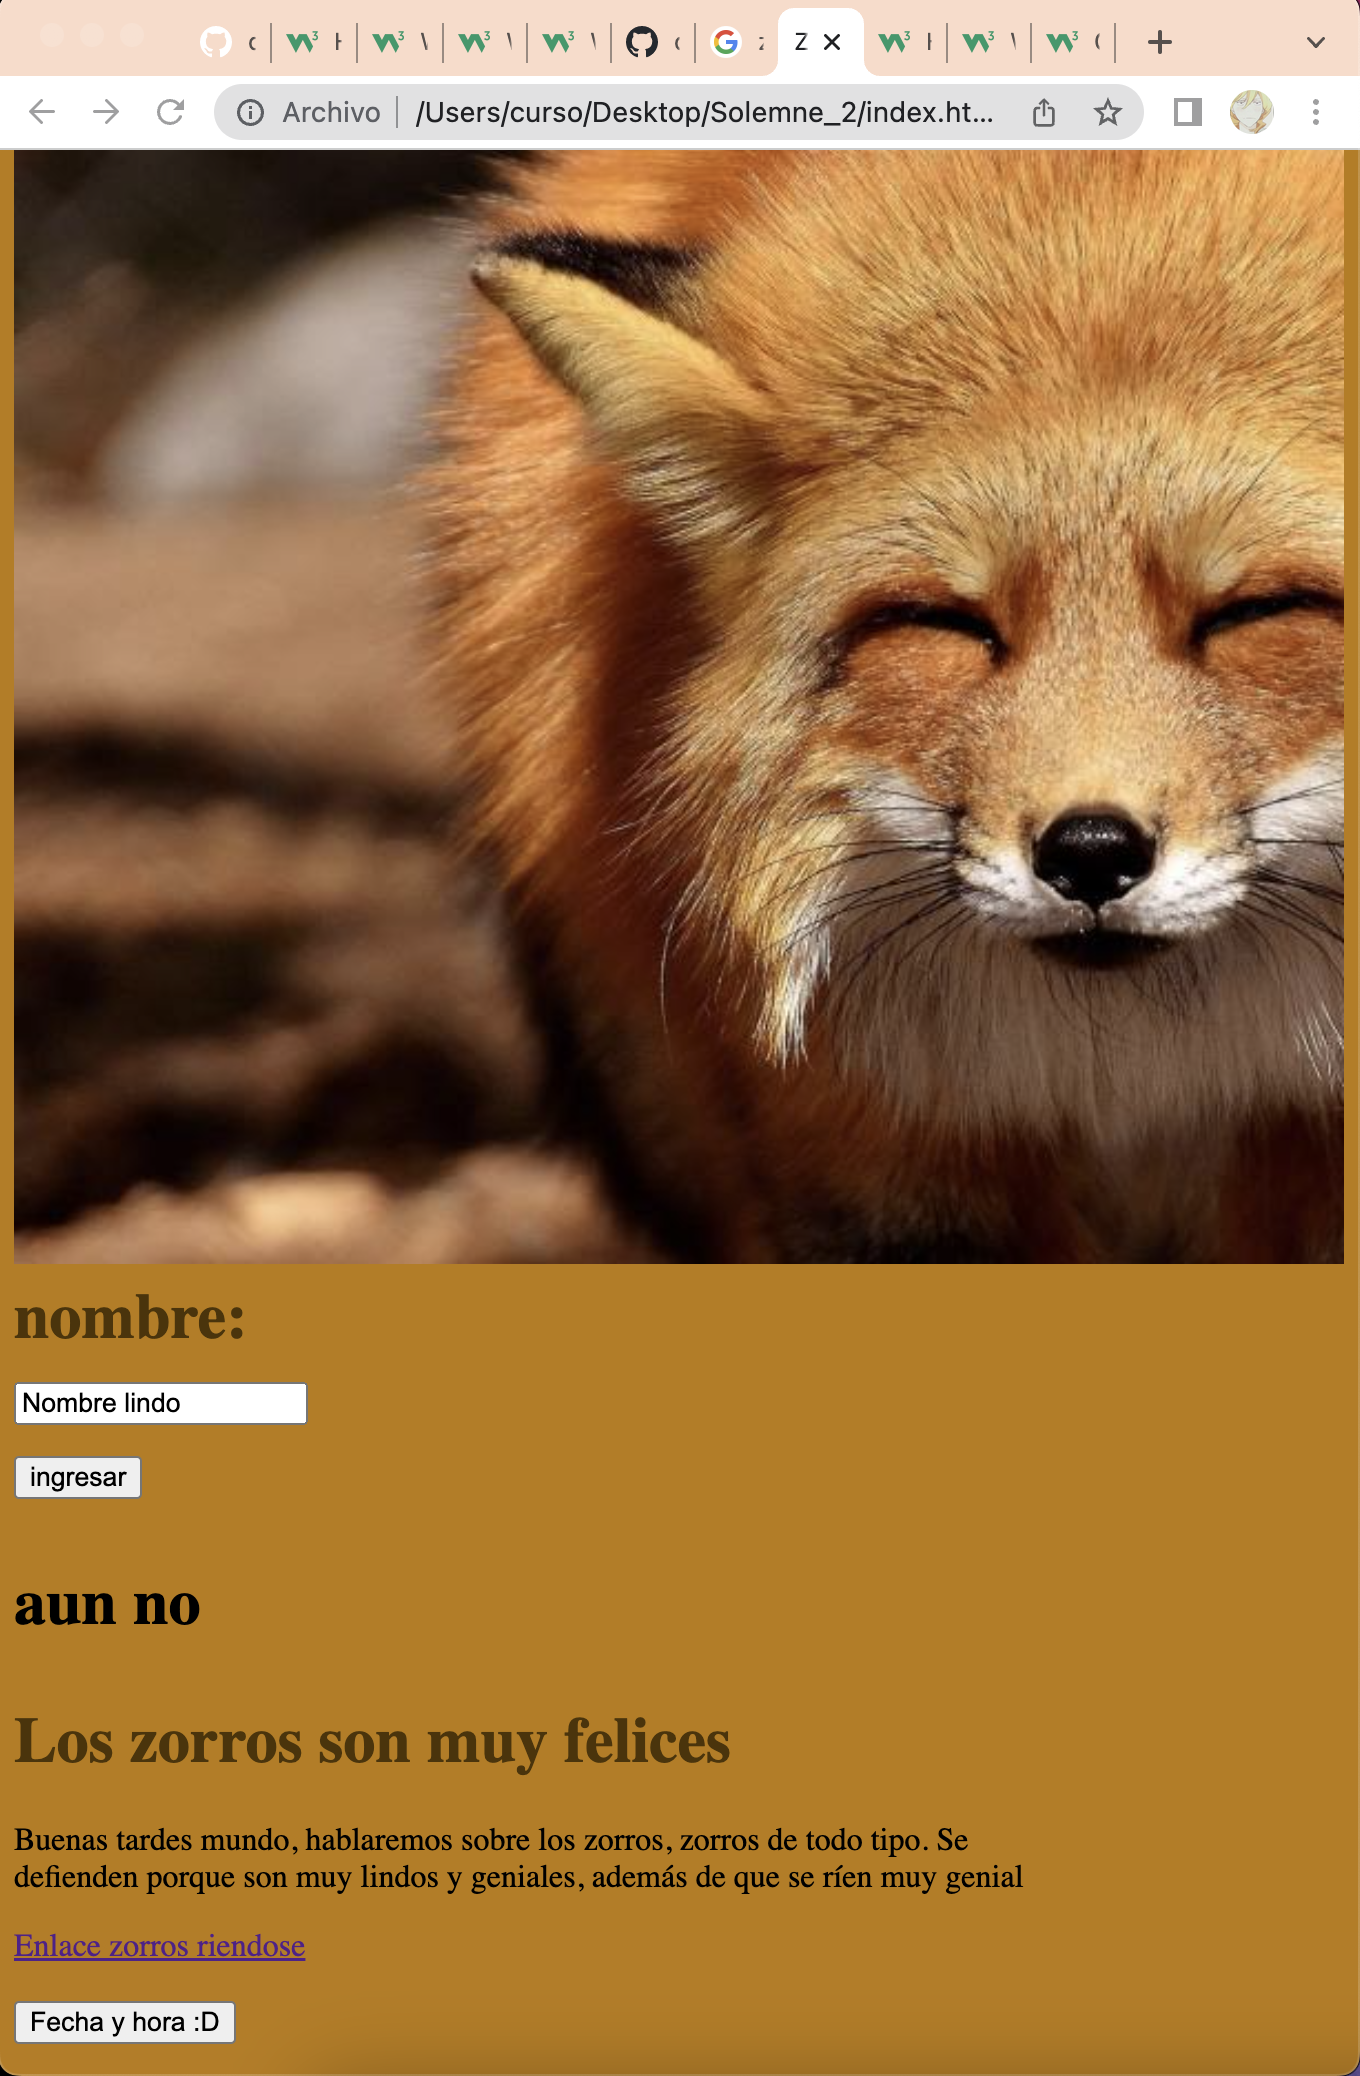 Z
Archivo
/Users/curso/Desktop/Solemne_2/index.ht...
nombre:
Nombre lindo
ingresar
aun no
Los zorros son muy felices
Buenas tardes mundo, hablaremos sobre los zorros, zorros de todo tipo. Se
defienden porque son muy lindos y geniales, además de que se ríen muy genial
Enlace zorros riendose
Fecha y hora :D